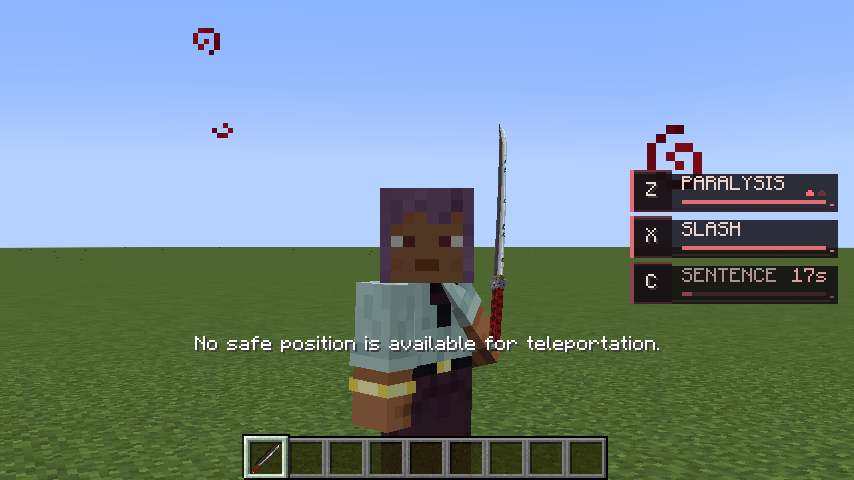 Z PARALYSIS
X SLASH
C SENTENCE 17s
No safe position is available for teleportation.